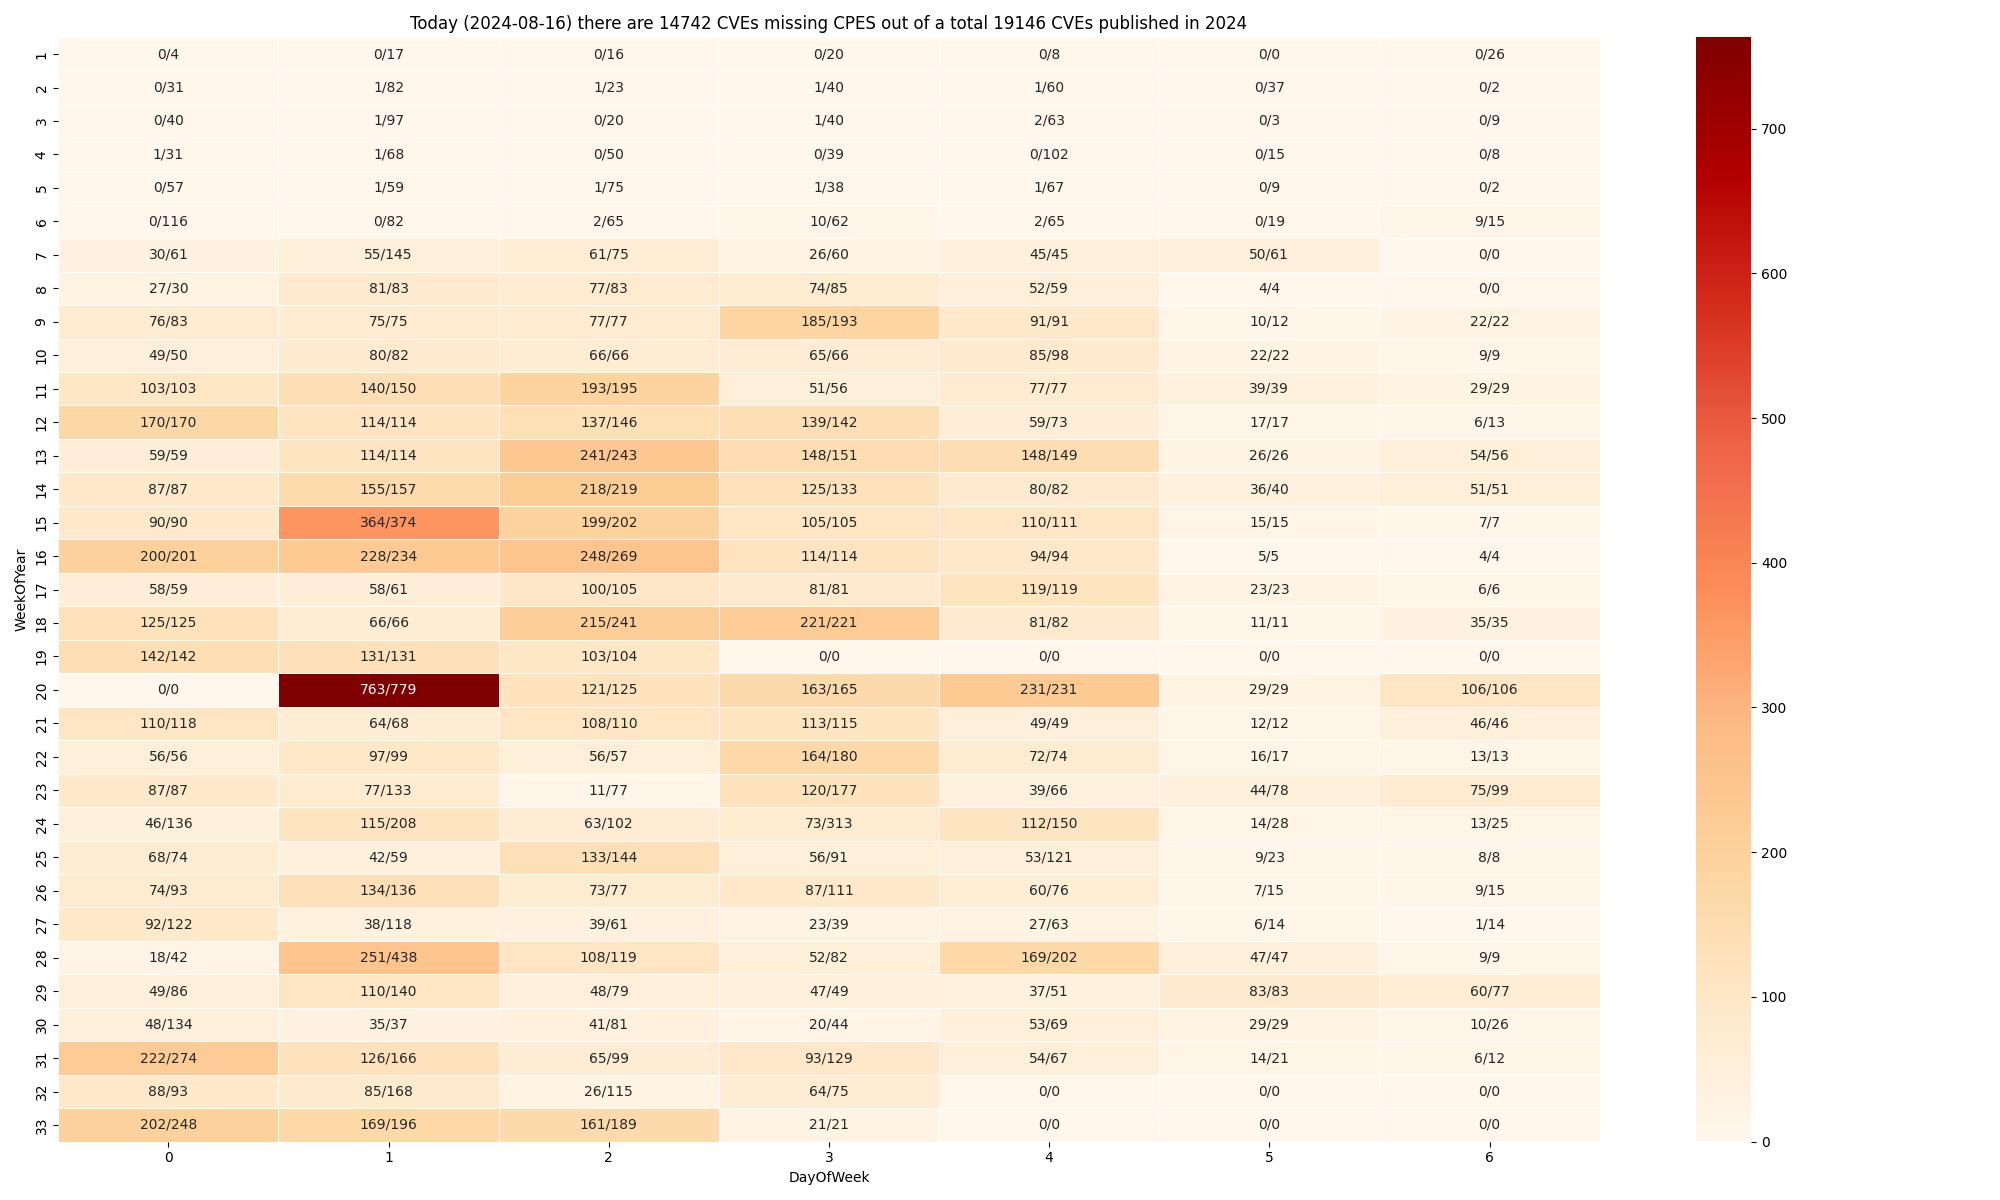 Today (2024-08-16) there are 14742 CVEs missing CPES out of a total 19146 CVEs published in 2024
1 0/4 0/17 0/16 0/20 0/8 0/0 0/26
2 0/31 1/82 1/23 1/40 1/60 0/37 0/2
3 0/40 1/97 0/20 1/40 2/63 0/3 0/9
4 1/31 1/68 0/50 0/39 0/102 0/15 0/8
5 0/57 1/59 1/75 1/38 1/67 0/9 0/2
6 0/116 0/82 2/65 10/62 2/65 0/19 9/15
7 30/61 55/145 61/75 26/60 45/45 50/61 0/0
8 27/30 81/83 77/83 74/85 52/59 4/4 0/0
9 76/83 75/75 77/77 185/193 91/91 10/12 22/22
10 49/50 80/82 66/66 65/66 85/98 22/22 9/9
11 103/103 140/150 193/195 51/56 77/77 39/39 29/29
12 170/170 114/114 137/146 139/142 59/73 17/17 6/13
13 59/59 114/114 241/243 148/151 148/149 26/26 54/56
14 87/87 155/157 218/219 125/133 80/82 36/40 51/51
15 90/90 364/374 199/202 105/105 110/111 15/15 7/7
16 200/201 228/234 248/269 114/114 94/94 5/5 4/4
17 58/59 58/61 100/105 81/81 119/119 23/23 6/6
18 125/125 66/66 215/241 221/221 81/82 11/11 35/35
19 142/142 131/131 103/104 0/0 0/0 0/0 0/0
20 0/0 763/779 121/125 163/165 231/231 29/29 106/106
21 110/118 64/68 108/110 113/115 49/49 12/12 46/46
22 56/56 97/99 56/57 164/180 72/74 16/17 13/13
23 87/87 77/133 11/77 120/177 39/66 44/78 75/99
24 46/136 115/208 63/102 73/313 112/150 14/28 13/25
25 68/74 42/59 133/144 56/91 53/121 9/23 8/8
26 74/93 134/136 73/77 87/111 60/76 7/15 9/15
27 92/122 38/118 39/61 23/39 27/63 6/14 1/14
28 18/42 251/438 108/119 52/82 169/202 47/47 9/9
29 49/86 110/140 48/79 47/49 37/51 83/83 60/77
30 48/134 35/37 41/81 20/44 53/69 29/29 10/26
31 222/274 126/166 65/99 93/129 54/67 14/21 6/12
32 88/93 85/168 26/115 64/75 0/0 0/0 0/0
33 202/248 169/196 161/189 21/21 0/0 0/0 0/0
0 1 2 3 4 5 6
DayOfWeek
WeekOfYear
700
600
500
400
300
200
100
0